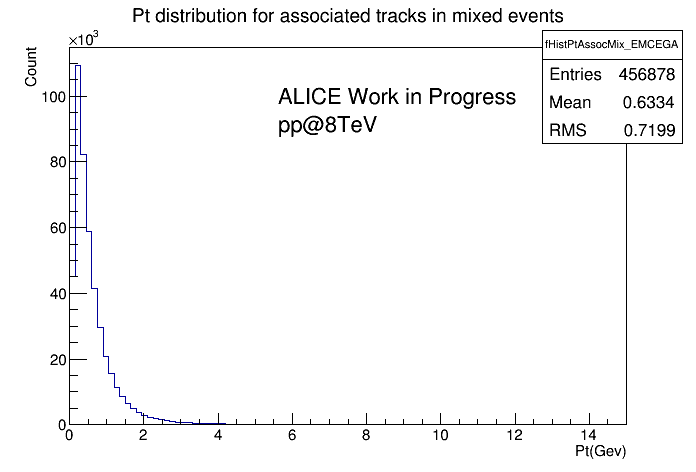 Pt distribution for associated tracks in mixed events
×10³
Count
fHistPtAssocMix_EMCEGA
Entries 456878
Mean 0.6334
RMS 0.7199
ALICE Work in Progress
pp@8TeV
100
80
60
40
20
0
0 2 4 6 8 10 12 14
Pt(Gev)